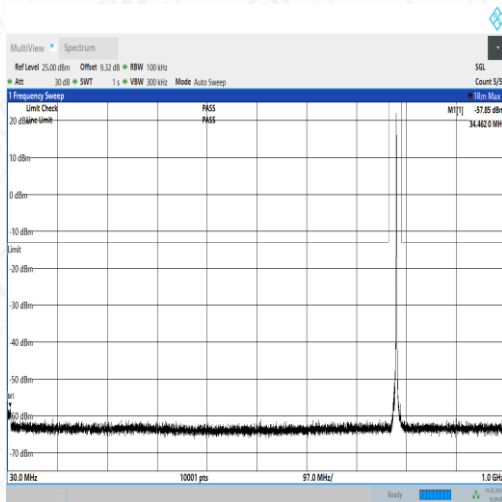 MultiView Spectrum
Ref Level 25.00 dBm Offset 9.32 dB RBW 100 kHz SGL
Att 30 dB SWT 1 s VBW 300 kHz Mode Auto Sweep Count 5/5
1 Frequency Sweep 1Rm Max
Limit Check PASS M1[1] -57.85 dBm
20 dBm Line Limit PASS 34.4620 MH
10 dBm
0 dBm
-10 dBm
Limit
-20 dBm
-30 dBm
-40 dBm
-50 dBm
M1
-60 dBm
-70 dBm
30.0 MHz 10001 pts 97.0 MHz/ 1.0 GHz
Ready